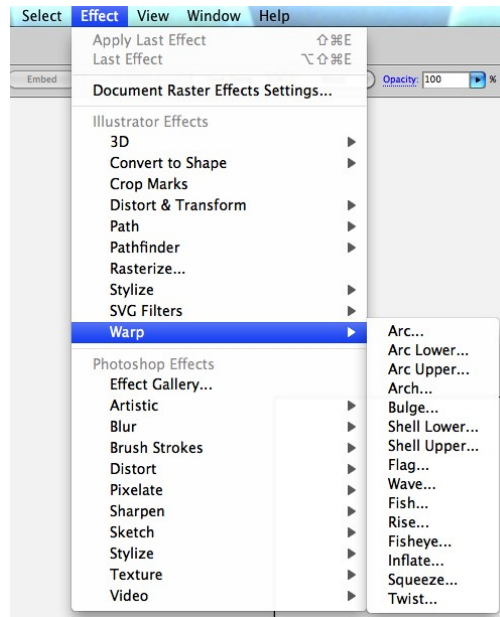 Select Effect View Window Help
Apply Last Effect ⇧⌘E
Last Effect ⌥⇧⌘E
Embed
Opacity: 100 %
Document Raster Effects Settings...
Illustrator Effects
3D
Convert to Shape
Crop Marks
Distort & Transform
Path
Pathfinder
Rasterize...
Stylize
SVG Filters
Warp
Arc...
Arc Lower...
Arc Upper...
Arch...
Bulge...
Shell Lower...
Shell Upper...
Flag...
Wave...
Fish...
Rise...
Fisheye...
Inflate...
Squeeze...
Twist...
Photoshop Effects
Effect Gallery...
Artistic
Blur
Brush Strokes
Distort
Pixelate
Sharpen
Sketch
Stylize
Texture
Video